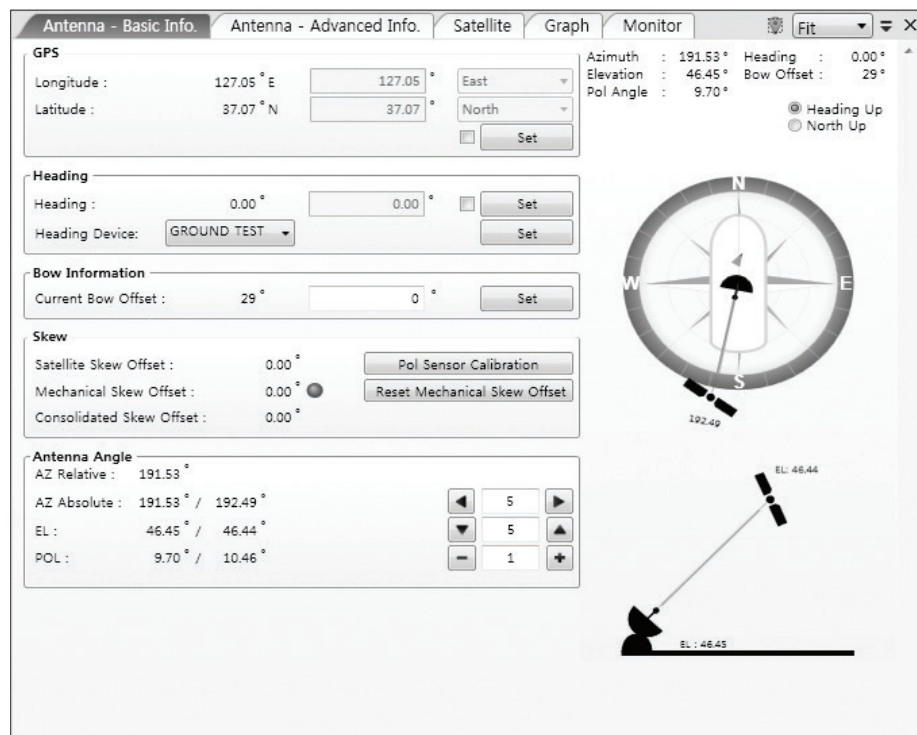 Antenna - Basic Info. Antenna - Advanced Info. Satellite Graph Monitor Fit
GPS
Longitude : 127.05 ° E 127.05 ° East
Latitude : 37.07 ° N 37.07 ° North
Set
Heading
Heading : 0.00 ° 0.00 ° Set
Heading Device: GROUND TEST Set
Bow Information
Current Bow Offset : 29 ° 0 ° Set
Skew
Satellite Skew Offset : 0.00 ° Pol Sensor Calibration
Mechanical Skew Offset : 0.00 ° Reset Mechanical Skew Offset
Consolidated Skew Offset : 0.00 °
Antenna Angle
AZ Relative : 191.53 °
AZ Absolute : 191.53 ° / 192.49 ° 5
EL : 46.45 ° / 46.44 ° 5
POL : 9.70 ° / 10.46 ° 1
Azimuth : 191.53 ° Heading : 0.00 °
Elevation : 46.45 ° Bow Offset : 29 °
Pol Angle : 9.70 °
Heading Up
North Up
N
W E
S
192.49
EL: 46.44
EL : 46.45